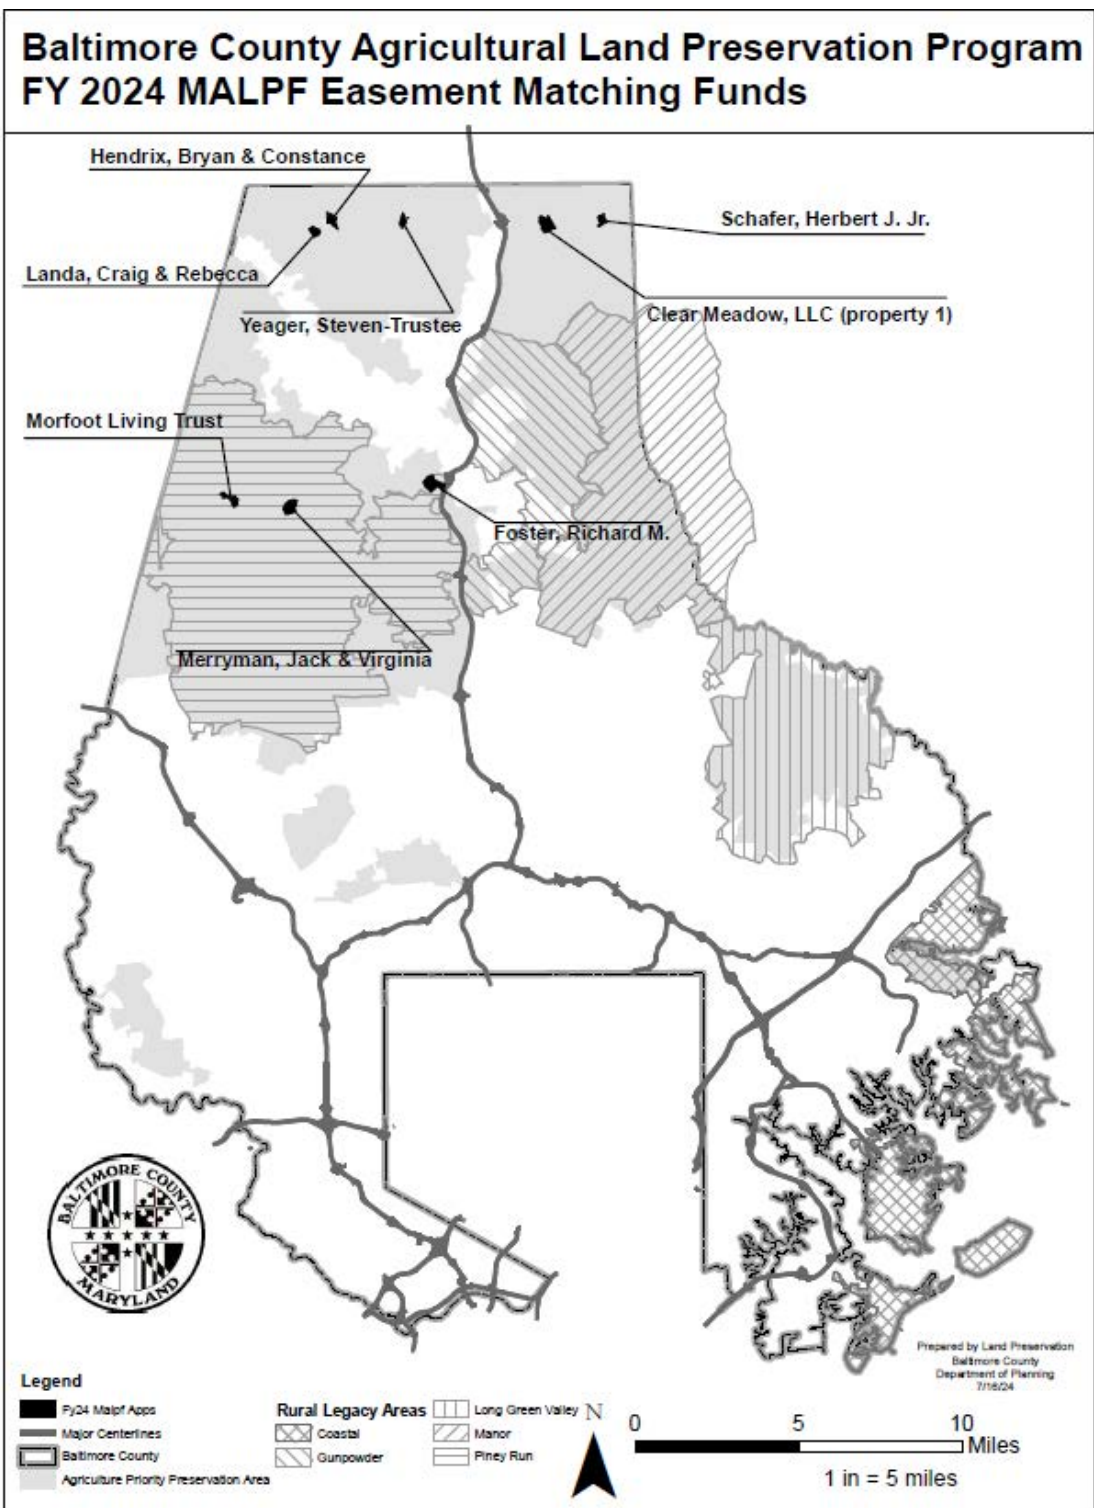 Baltimore County Agricultural Land Preservation Program
FY 2024 MALPF Easement Matching Funds
Hendrix, Bryan & Constance
Schafer, Herbert J. Jr.
Landa, Craig & Rebecca
Yeager, Steven-Trustee
Clear Meadow, LLC (property 1)
Morfoot Living Trust
Foster, Richard M.
Merryman, Jack & Virginia
BALTIMORE COUNTY
MARYLAND
Prepared by Land Preservation
Baltimore County
Department of Planning
7/16/24
Legend
Fy24 Malpf Apps
Major Centerlines
Baltimore County
Agriculture Priority Preservation Area
Rural Legacy Areas
Coastal
Gunpowder
Long Green Valley
Manor
Piney Run
N
0 5 10
Miles
1 in = 5 miles